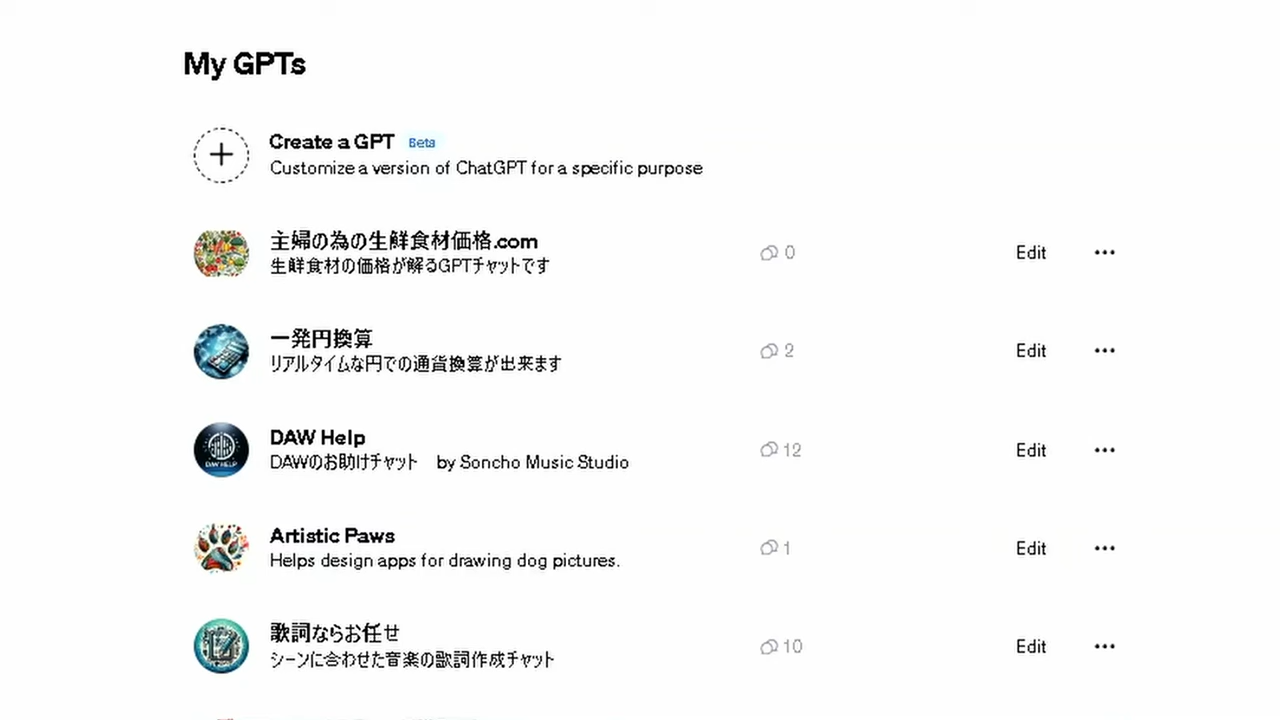 My GPTs
Create a GPT Beta
Customize a version of ChatGPT for a specific purpose
主婦の為の生鮮食材価格.com
生鮮食材の価格が解るGPTチャットです
0
Edit
一発円換算
リアルタイムな円での通貨換算が出来ます
2
Edit
DAW Help
DAWのお助けチャット　by Soncho Music Studio
12
Edit
DAW HELP
Artistic Paws
Helps design apps for drawing dog pictures.
1
Edit
歌詞ならお任せ
シーンに合わせた音楽の歌詞作成チャット
10
Edit